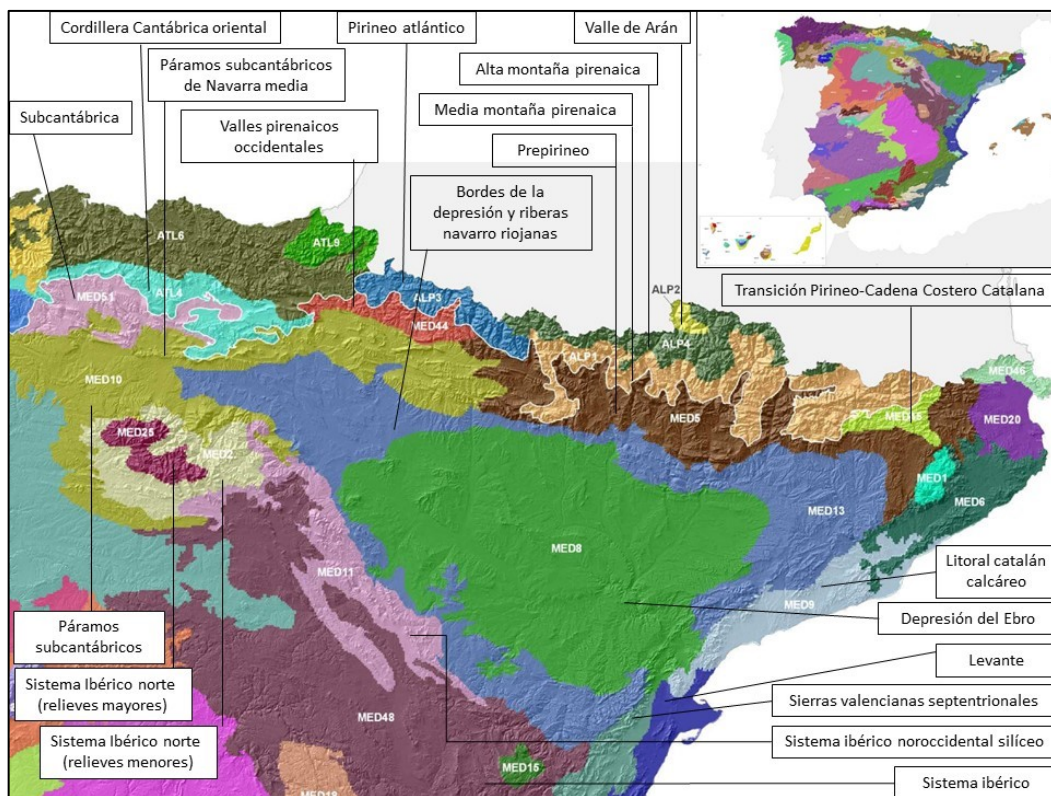 Cordillera Cantábrica oriental
Pirineo atlántico
Valle de Arán
Páramos subcantábricos
de Navarra media
Alta montaña pirenaica
Subcantábrica
Media montaña pirenaica
Valles pirenaicos
occidentales
Prepirineo
Bordes de la
depresión y riberas
navarro riojanas
Transición Pirineo-Cadena Costero Catalana
ATL6
ATL9
MED51
ATL4
ALP3
MED44
ALP2
ALP4
ALP1
MED46
MED10
MED5
MED20
MED25
MED2
MED1
MED6
MED13
MED8
MED11
MED9
Litoral catalán
calcáreo
Depresión del Ebro
Páramos
subcantábricos
Levante
Sistema Ibérico norte
(relieves mayores)
Sierras valencianas septentrionales
MED48
Sistema ibérico noroccidental silíceo
Sistema Ibérico norte
(relieves menores)
MED15
Sistema ibérico
MED18